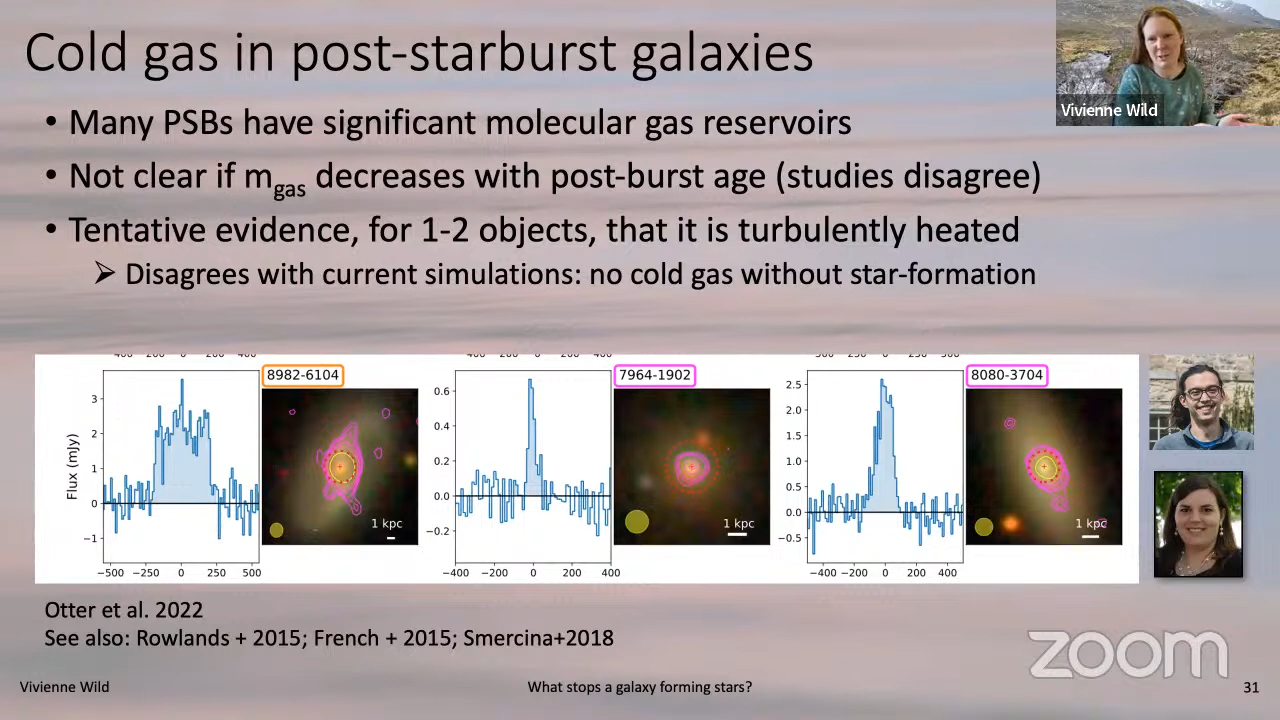 Cold gas in post-starburst galaxies
Vivienne Wild
• Many PSBs have significant molecular gas reservoirs
• Not clear if mgas decreases with post-burst age (studies disagree)
• Tentative evidence, for 1-2 objects, that it is turbulently heated
➢ Disagrees with current simulations: no cold gas without star-formation
8982-6104
7964-1902
8080-3704
Flux (mJy)
3
2
1
0
−1
−500 −250 0 250 500
1 kpc
0.6
0.4
0.2
0.0
−0.2
−400 −200 0 200 400
1 kpc
2.5
2.0
1.5
1.0
0.5
0.0
−0.5
−400 −200 0 200 400
1 kpc
Otter et al. 2022
See also: Rowlands + 2015; French + 2015; Smercina+2018
zoom
Vivienne Wild
What stops a galaxy forming stars?
31